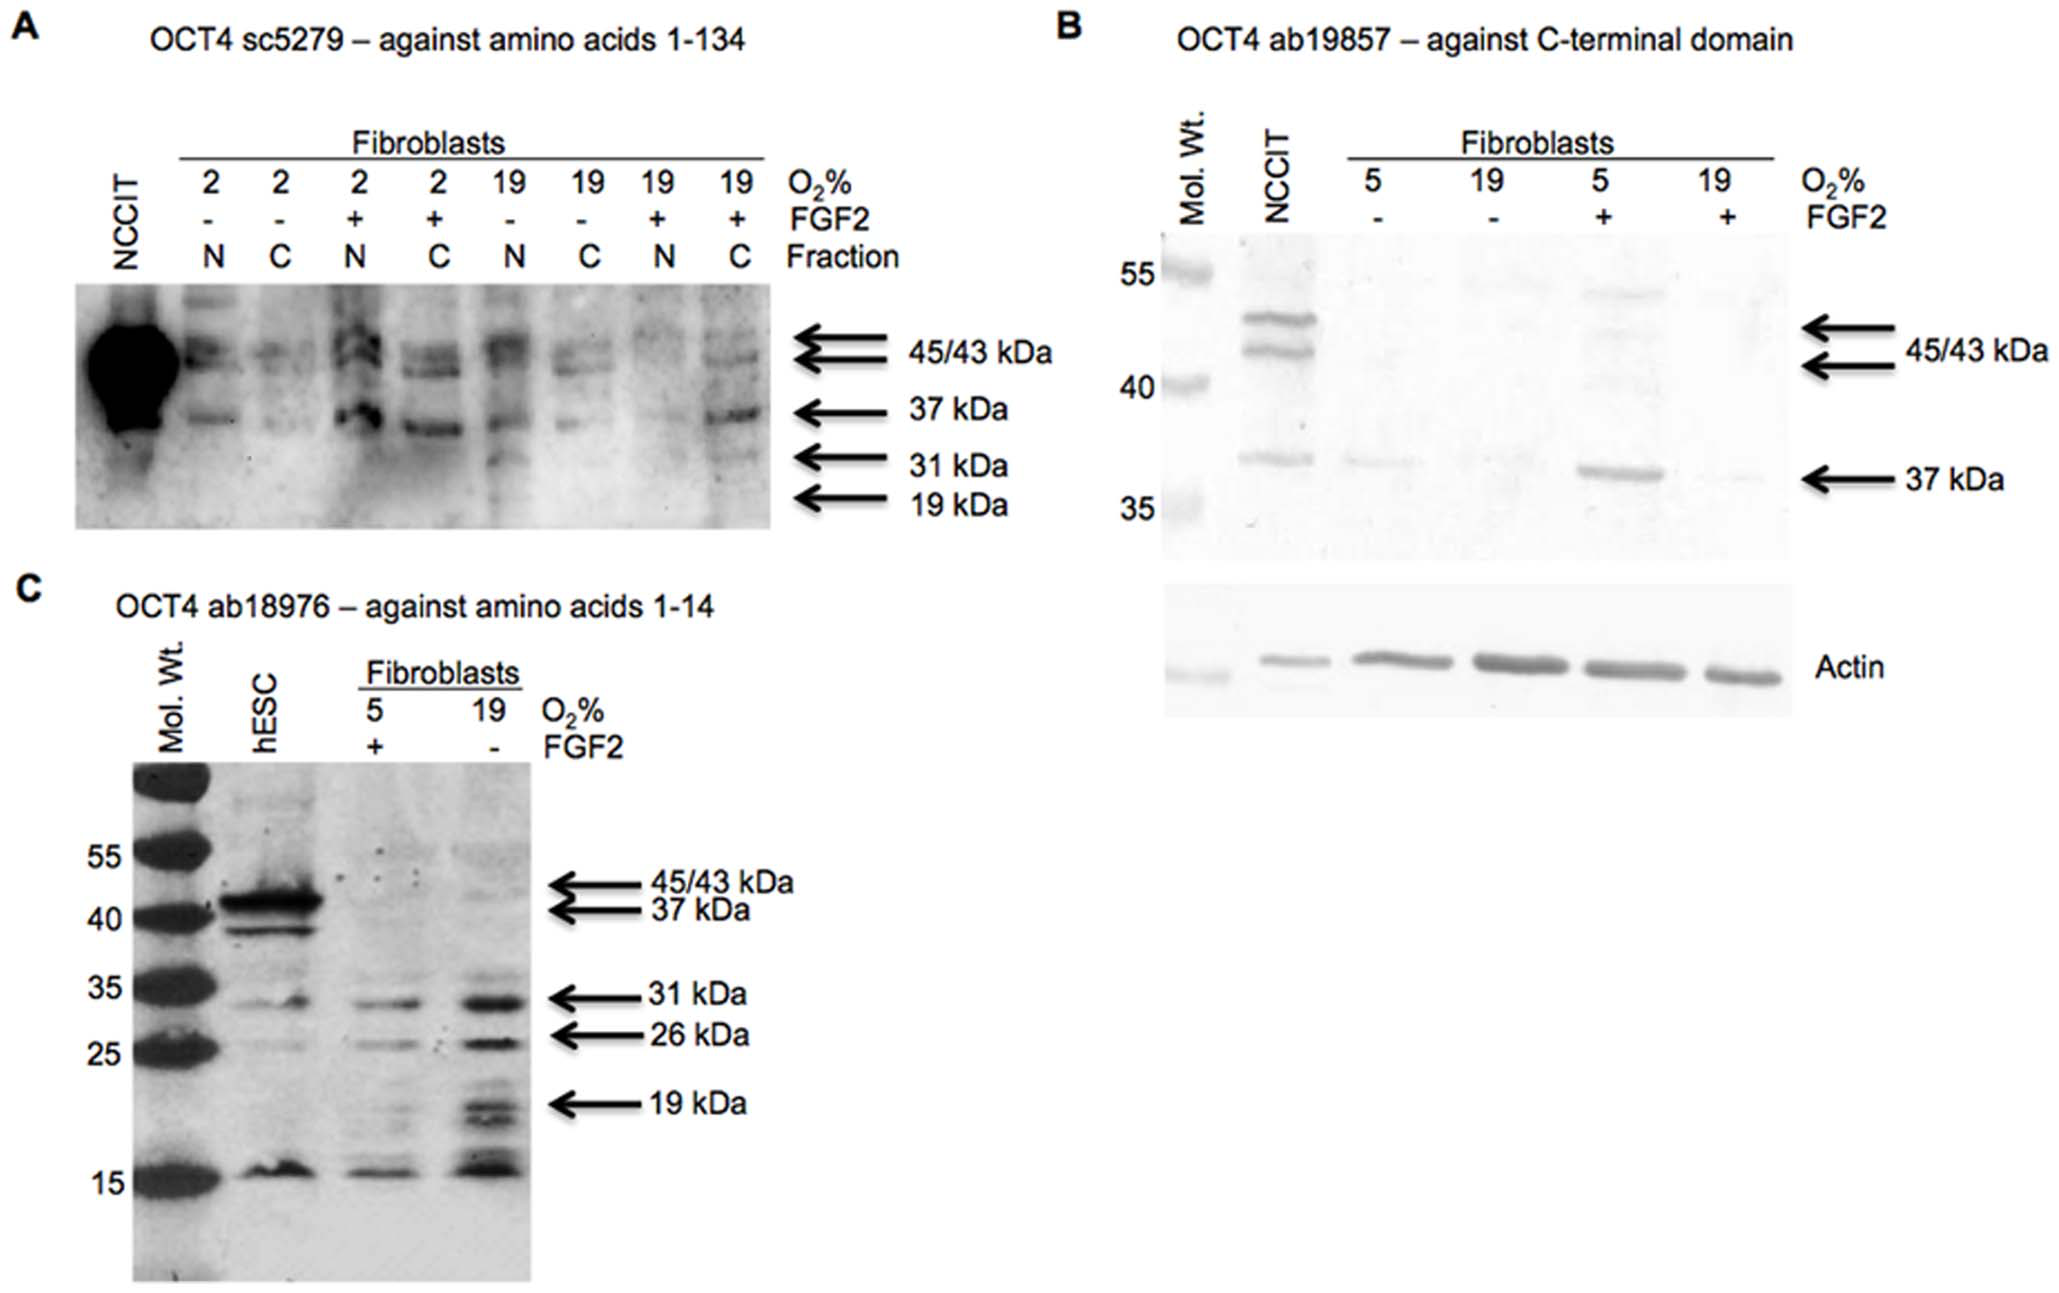 A
OCT4 sc5279 – against amino acids 1-134
Fibroblasts
NCCIT
2 2 2 2 19 19 19 19 O2%
- - + + - - + + FGF2
N C N C N C N C Fraction
45/43 kDa
37 kDa
31 kDa
19 kDa
B
OCT4 ab19857 – against C-terminal domain
Mol. Wt.
NCCIT
Fibroblasts
5 19 5 19 O2%
- - + + FGF2
55
40
35
45/43 kDa
37 kDa
Actin
C
OCT4 ab18976 – against amino acids 1-14
Mol. Wt.
hESC
Fibroblasts
5 19 O2%
+ - FGF2
55
40
35
25
15
45/43 kDa
37 kDa
31 kDa
26 kDa
19 kDa